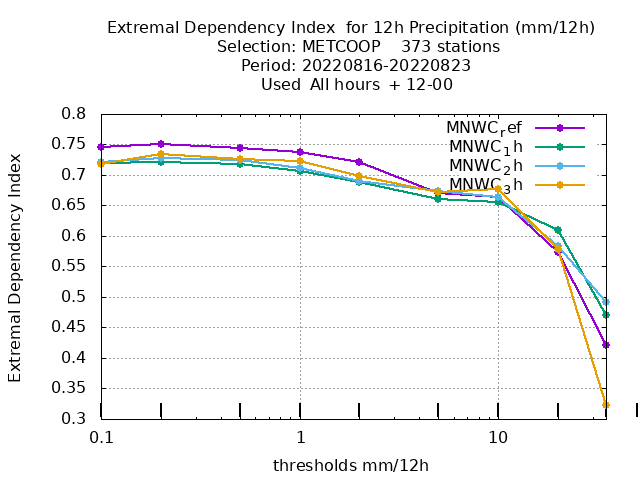 Extremal Dependency Index  for 12h Precipitation (mm/12h)
Selection: METCOOP    373 stations
Period: 20220816-20220823
Used  All hours  + 12-00
0.8
0.75
0.7
0.65
0.6
0.55
0.5
0.45
0.4
0.35
0.3
Extremal Dependency Index
MNWC_ref
MNWC_1h
MNWC_2h
MNWC_3h
0.1 1 10
thresholds mm/12h